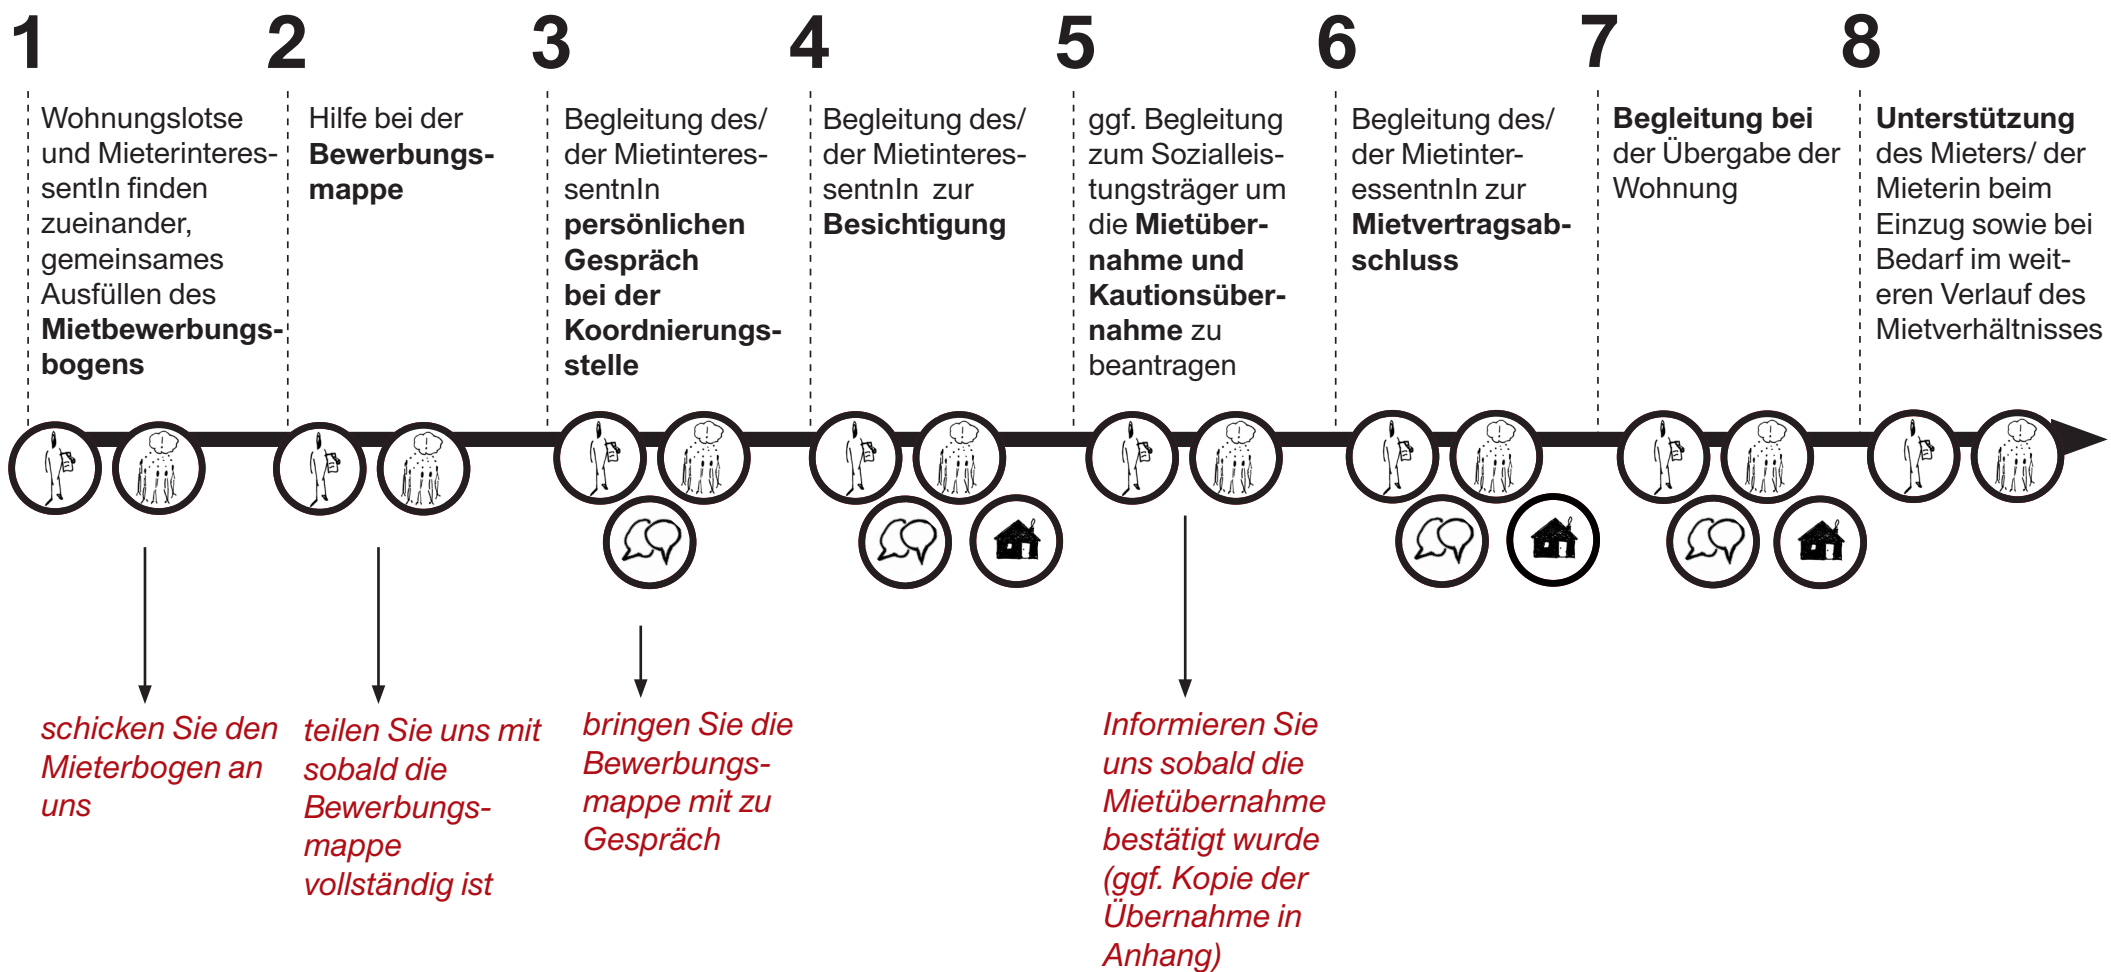 1
Wohnungslotse
und Mieterinteres-
sentIn finden
zueinander,
gemeinsames
Ausfüllen des
Mietbewerbungs-
bogens
schicken Sie den
Mieterbogen an
uns
2
Hilfe bei der
Bewerbungs-
mappe
teilen Sie uns mit
sobald die
Bewerbungs-
mappe
vollständig ist
3
Begleitung des/
der Mietinteres-
sentnIn
persönlichen
Gespräch
bei der
Koordnierungs-
stelle
bringen Sie die
Bewerbungs-
mappe mit zu
Gespräch
4
Begleitung des/
der Mietinteres-
sentnIn zur
Besichtigung
5
ggf. Begleitung
zum Sozialleis-
tungsträger um
die Mietüber-
nahme und
Kautionsüber-
nahme zu
beantragen
Informieren Sie
uns sobald die
Mietübernahme
bestätigt wurde
(ggf. Kopie der
Übernahme in
Anhang)
6
Begleitung des/
der Mietinter-
essentnIn zur
Mietvertragsab-
schluss
7
Begleitung bei
der Übergabe der
Wohnung
8
Unterstützung
des Mieters/ der
Mieterin beim
Einzug sowie bei
Bedarf im weit-
eren Verlauf des
Mietverhältnisses